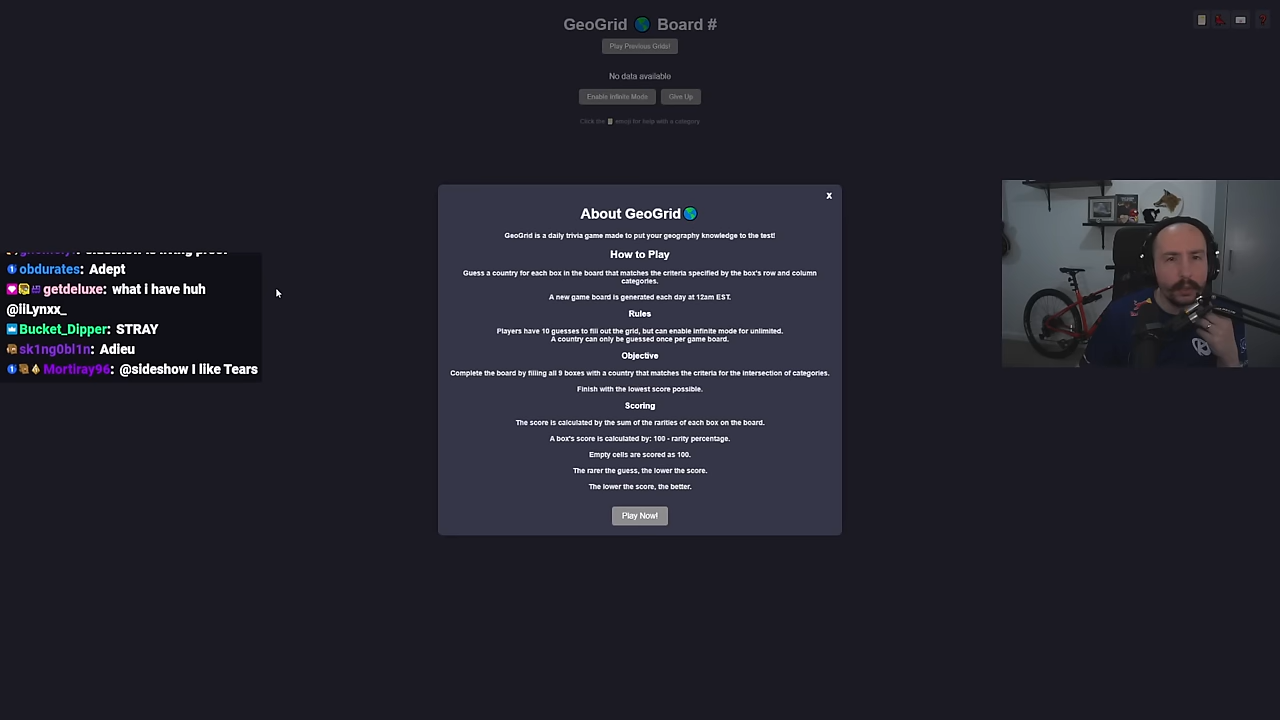 GeoGrid 🌎 Board #
Play Previous Grids!
No data available
Enable Infinite Mode
Give Up
Click the 📒 emoji for help with a category
x
About GeoGrid🌎
GeoGrid is a daily trivia game made to put your geography knowledge to the test!
How to Play
Guess a country for each box in the board that matches the criteria specified by the box's row and column
categories.
A new game board is generated each day at 12am EST.
Rules
Players have 10 guesses to fill out the grid, but can enable infinite mode for unlimited.
A country can only be guessed once per game board.
Objective
Complete the board by filling all 9 boxes with a country that matches the criteria for the intersection of categories.
Finish with the lowest score possible.
Scoring
The score is calculated by the sum of the rarities of each box on the board.
A box's score is calculated by: 100 - rarity percentage.
Empty cells are scored as 100.
The rarer the guess, the lower the score.
The lower the score, the better.
Play Now!
obdurates: Adept
getdeluxe: what i have huh
@iiLynxx_
Bucket_Dipper: STRAY
sk1ng0bl1n: Adieu
Mortiray96: @sideshow I like Tears